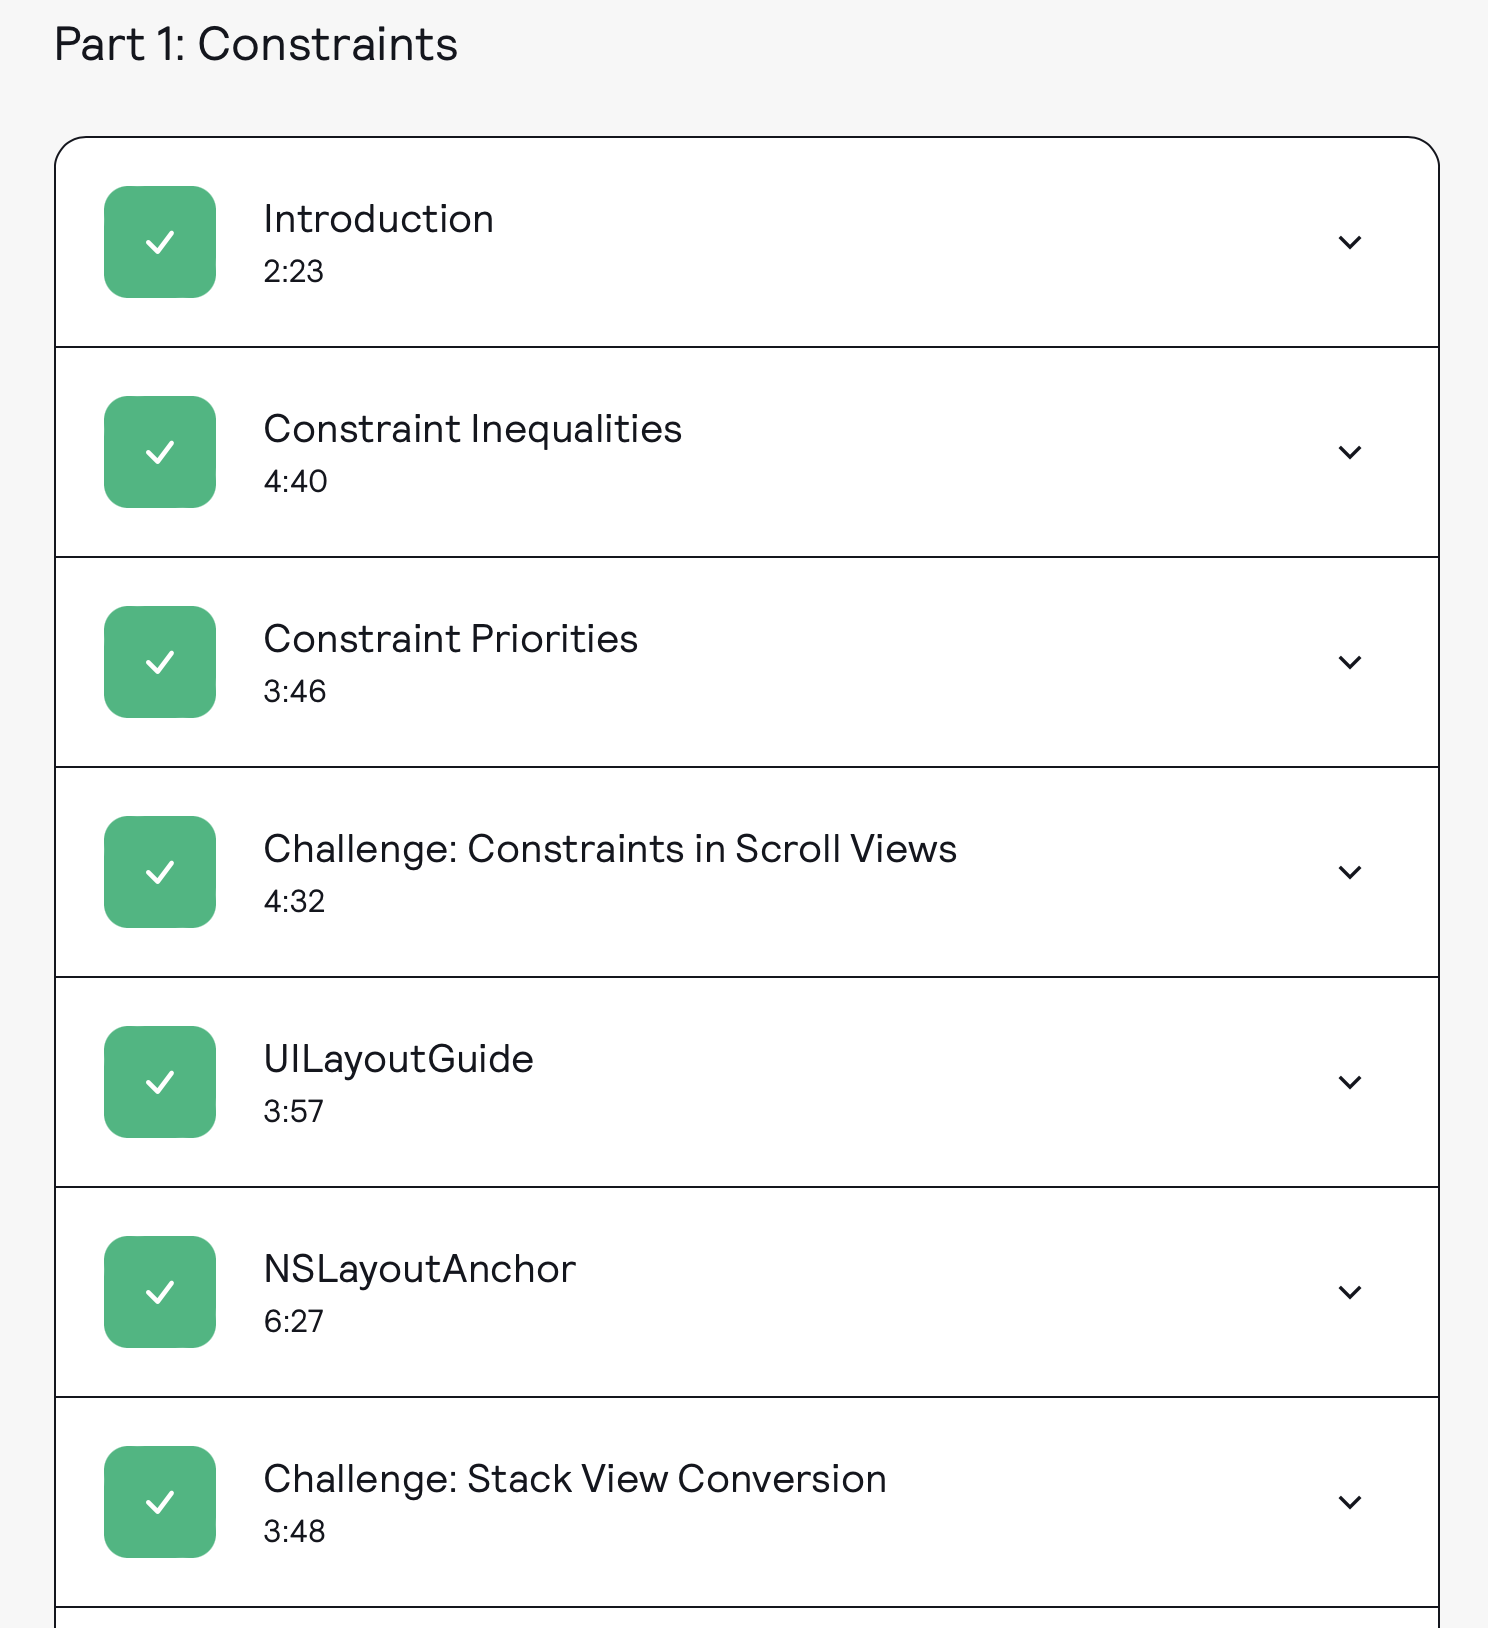 Part 1: Constraints
Introduction
2:23
Constraint Inequalities
4:40
Constraint Priorities
3:46
Challenge: Constraints in Scroll Views
4:32
UILayoutGuide
3:57
NSLayoutAnchor
6:27
Challenge: Stack View Conversion
3:48